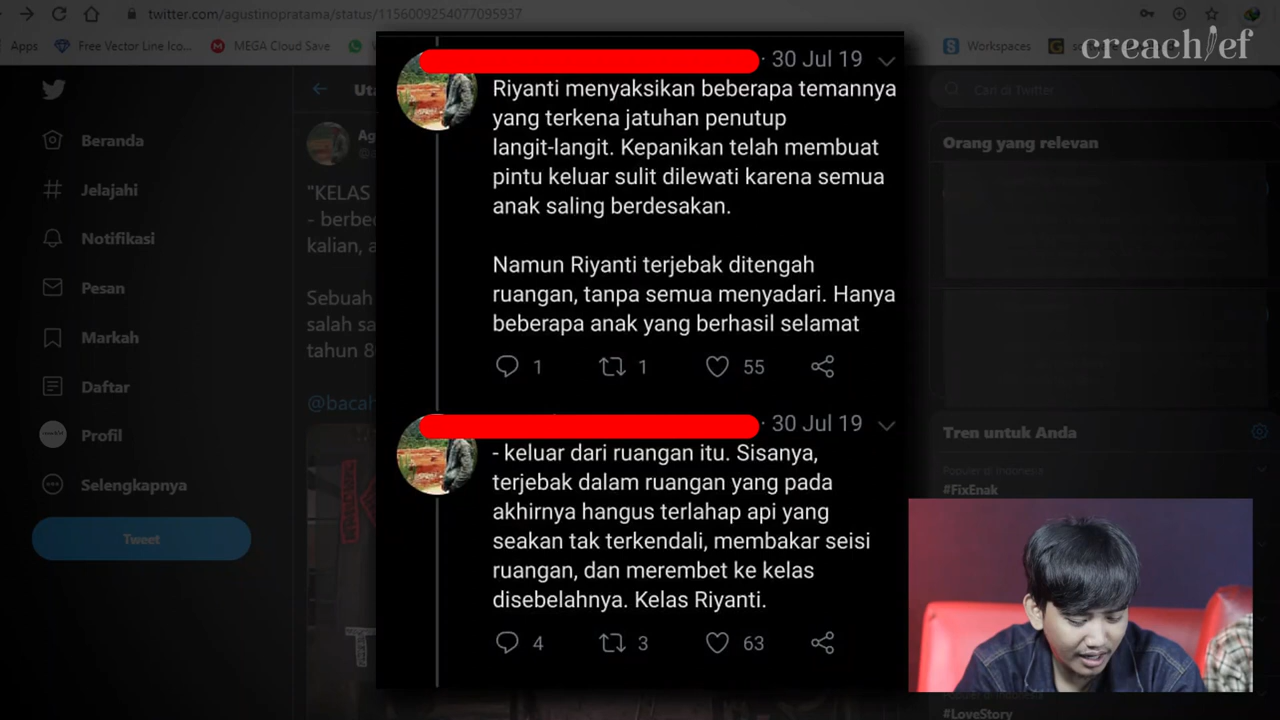 twitter.com/agustinopratama/status/1156009254077095937
Apps
Free Vector Line Ico...
MEGA Cloud Save
Workspaces
creachief
Beranda
Jelajahi
Notifikasi
Pesan
Markah
Daftar
Profil
Selengkapnya
Tweet
Uta
Ag
"KELAS
- berbe
kalian, a
Sebuah
salah sa
tahun 8
@bacah
30 Jul 19
Riyanti menyaksikan beberapa temannya
yang terkena jatuhan penutup
langit-langit. Kepanikan telah membuat
pintu keluar sulit dilewati karena semua
anak saling berdesakan.
Namun Riyanti terjebak ditengah
ruangan, tanpa semua menyadari. Hanya
beberapa anak yang berhasil selamat
1
1
55
30 Jul 19
- keluar dari ruangan itu. Sisanya,
terjebak dalam ruangan yang pada
akhirnya hangus terlahap api yang
seakan tak terkendali, membakar seisi
ruangan, dan merembet ke kelas
disebelahnya. Kelas Riyanti.
4
3
63
Cari di Twitter
Orang yang relevan
Tren untuk Anda
Populer di Indonesia
#FixEnak
#LoveStory